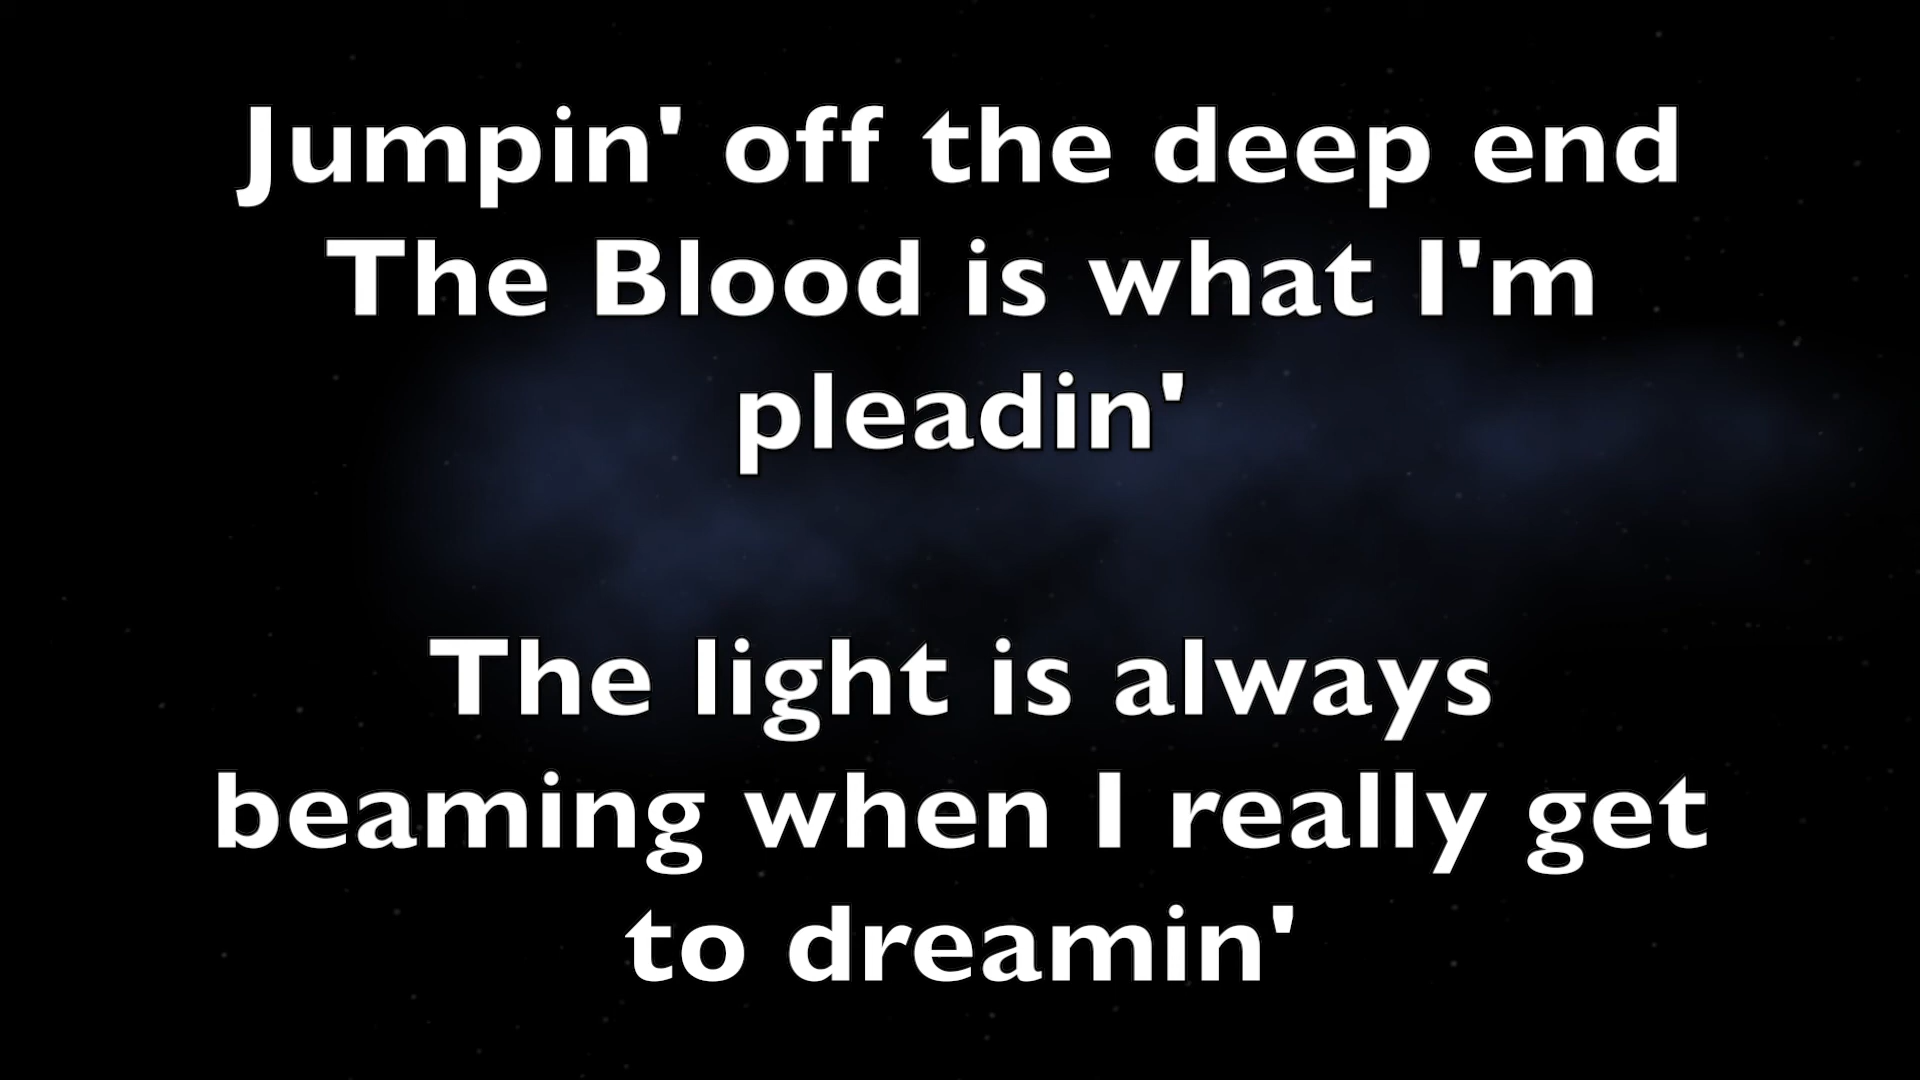 Jumpin' off the deep end
The Blood is what I'm
pleadin'
The light is always
beaming when I really get
to dreamin'